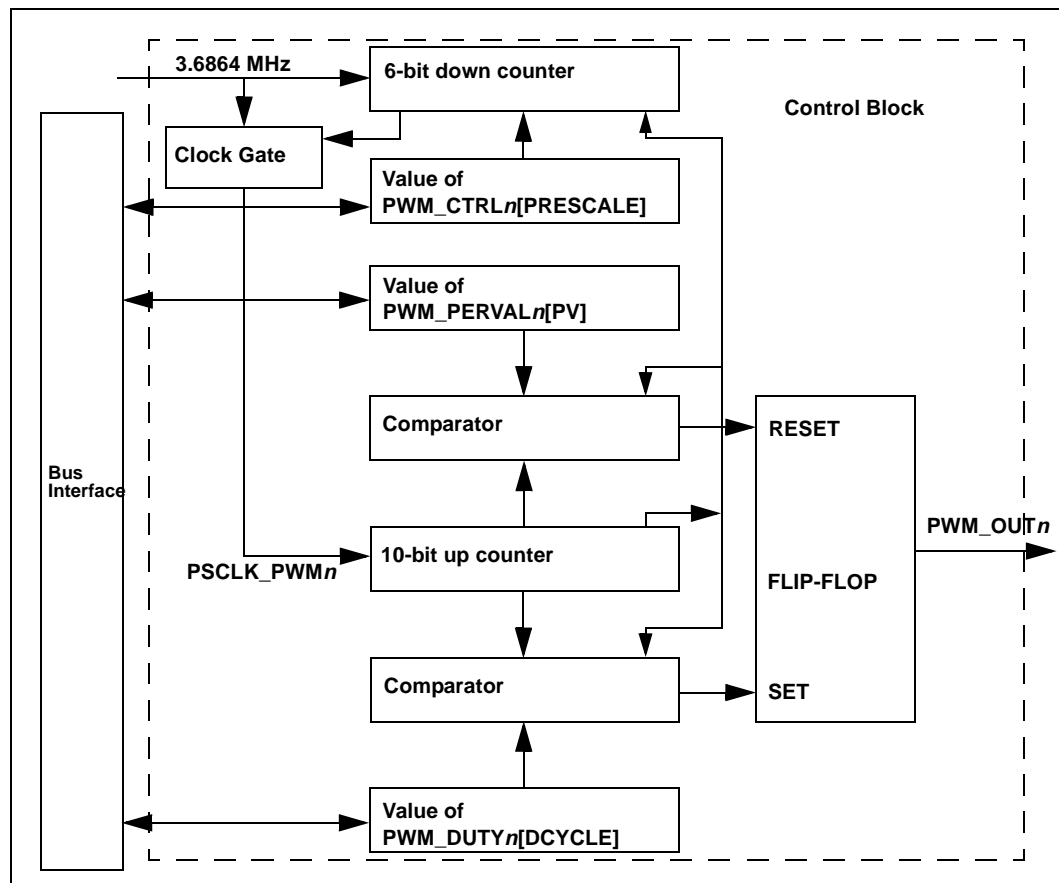 3.6864 MHz
6-bit down counter
Control Block
Clock Gate
Value of
PWM_CTRLn[PRESCALE]
Value of
PWM_PERVALn[PV]
Comparator
RESET
Bus
Interface
PWM_OUTn
10-bit up counter
PSCLK_PWMn
FLIP-FLOP
Comparator
SET
Value of
PWM_DUTYn[DCYCLE]